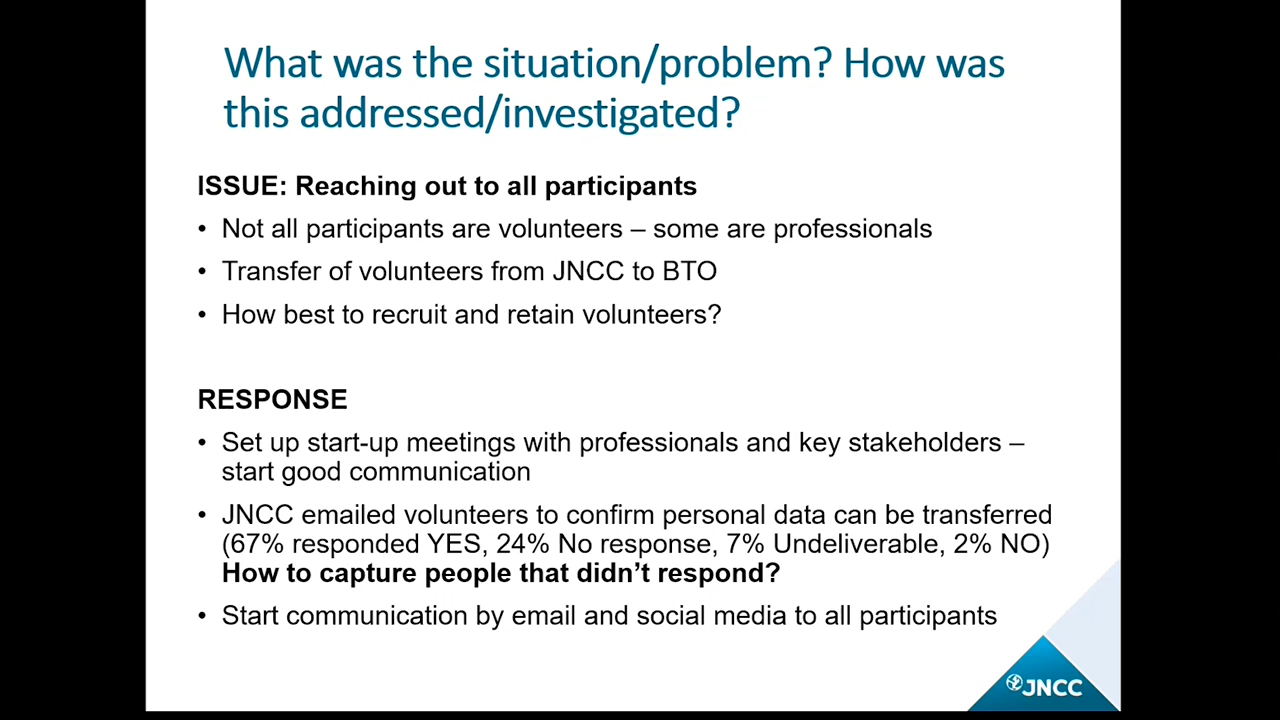 What was the situation/problem? How was
this addressed/investigated?
ISSUE: Reaching out to all participants
• Not all participants are volunteers – some are professionals
• Transfer of volunteers from JNCC to BTO
• How best to recruit and retain volunteers?
RESPONSE
• Set up start-up meetings with professionals and key stakeholders –
start good communication
• JNCC emailed volunteers to confirm personal data can be transferred
(67% responded YES, 24% No response, 7% Undeliverable, 2% NO)
How to capture people that didn’t respond?
• Start communication by email and social media to all participants
JNCC